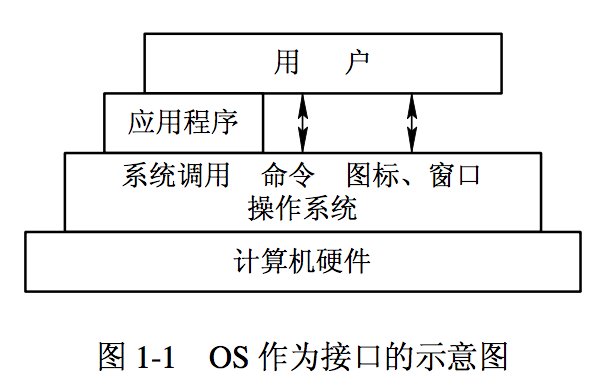 用 户
应用程序
系统调用 命令 图标、窗口
操作系统
计算机硬件
图 1-1 OS 作为接口的示意图